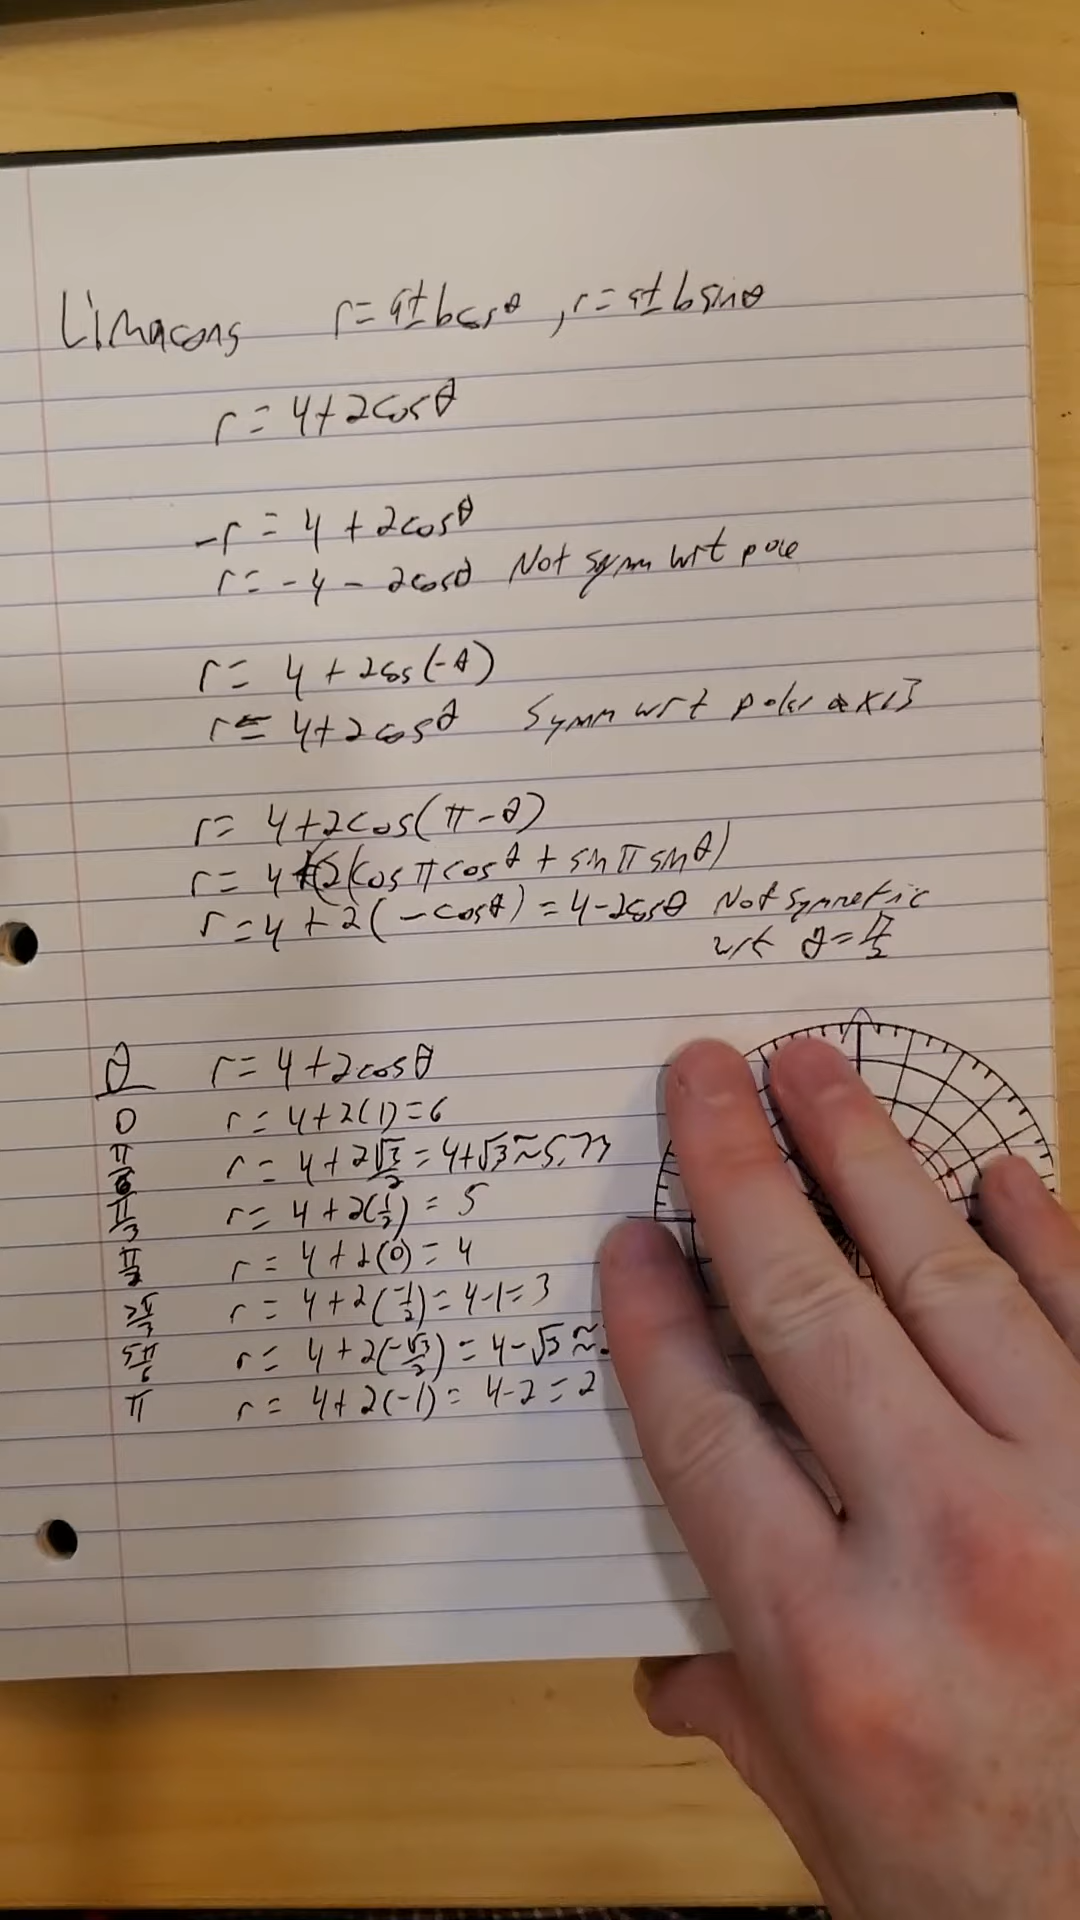 Limacons r = a ± b cos θ , r = a ± b sin θ
r = 4 + 2 cos θ
-r = 4 + 2 cos θ
r = -4 - 2 cos θ Not symm wrt pole
r = 4 + 2 cos (-θ)
r = 4 + 2 cos θ Symm wrt polar axis
r = 4 + 2 cos (π - θ)
r = 4 + 2 (cos π cos θ + sin π sin θ)
r = 4 + 2 (-cos θ) = 4 - 2 cos θ Not Symmetric
wrt θ = π/2
θ r = 4 + 2 cos θ
0 r = 4 + 2(1) = 6
π/6 r = 4 + 2 √3/2 = 4 + √3 ≈ 5.73
π/3 r = 4 + 2(1/2) = 5
π/2 r = 4 + 2(0) = 4
2π/3 r = 4 + 2(-1/2) = 4 - 1 = 3
5π/6 r = 4 + 2(-√3/2) = 4 - √3 ≈
π r = 4 + 2(-1) = 4 - 2 = 2